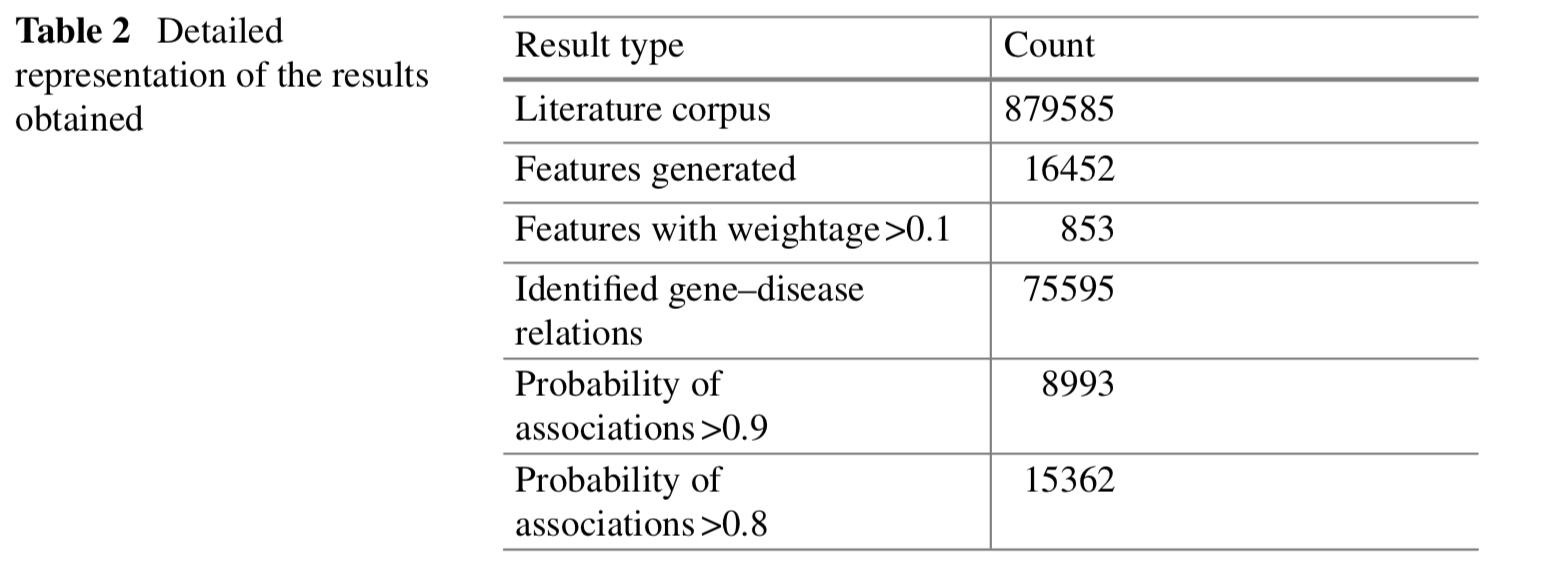 Table 2 Detailed
representation of the results
obtained
Result type Count
Literature corpus 879585
Features generated 16452
Features with weightage>0.1 853
Identified gene–disease 75595
relations
Probability of 8993
associations>0.9
Probability of 15362
associations>0.8